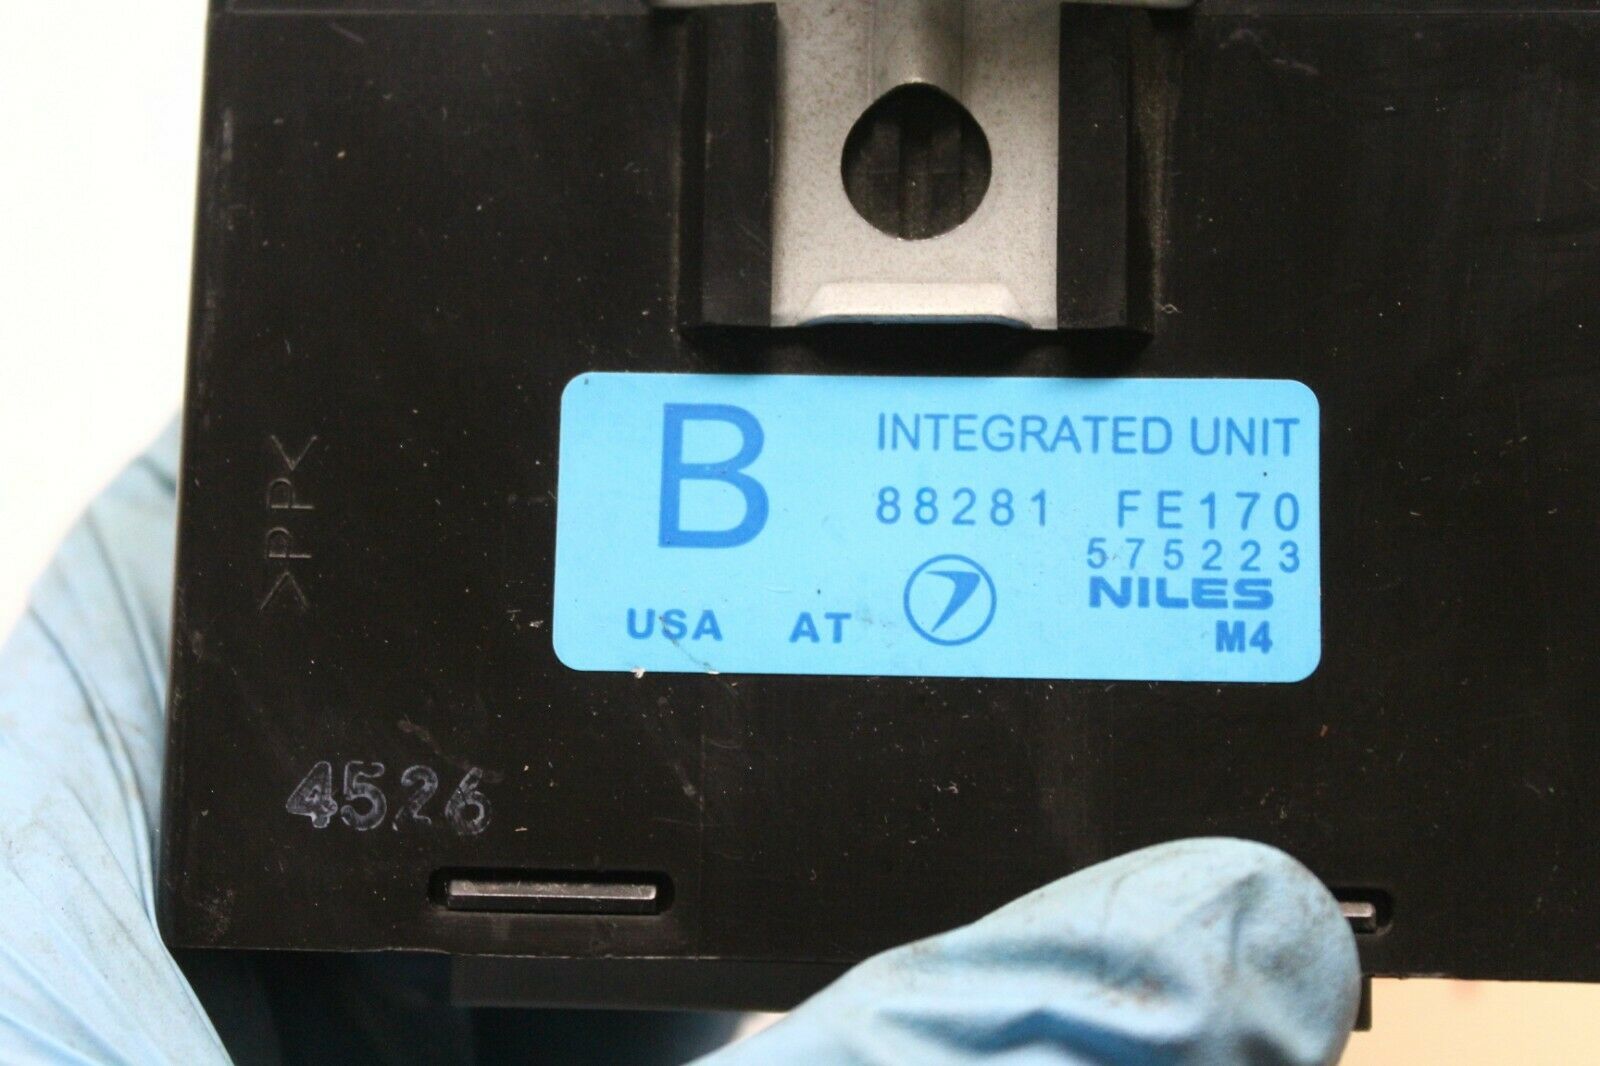 B
INTEGRATED UNIT
88281 FE170
575223
NILES
USA AT
M4
>PP<
4526